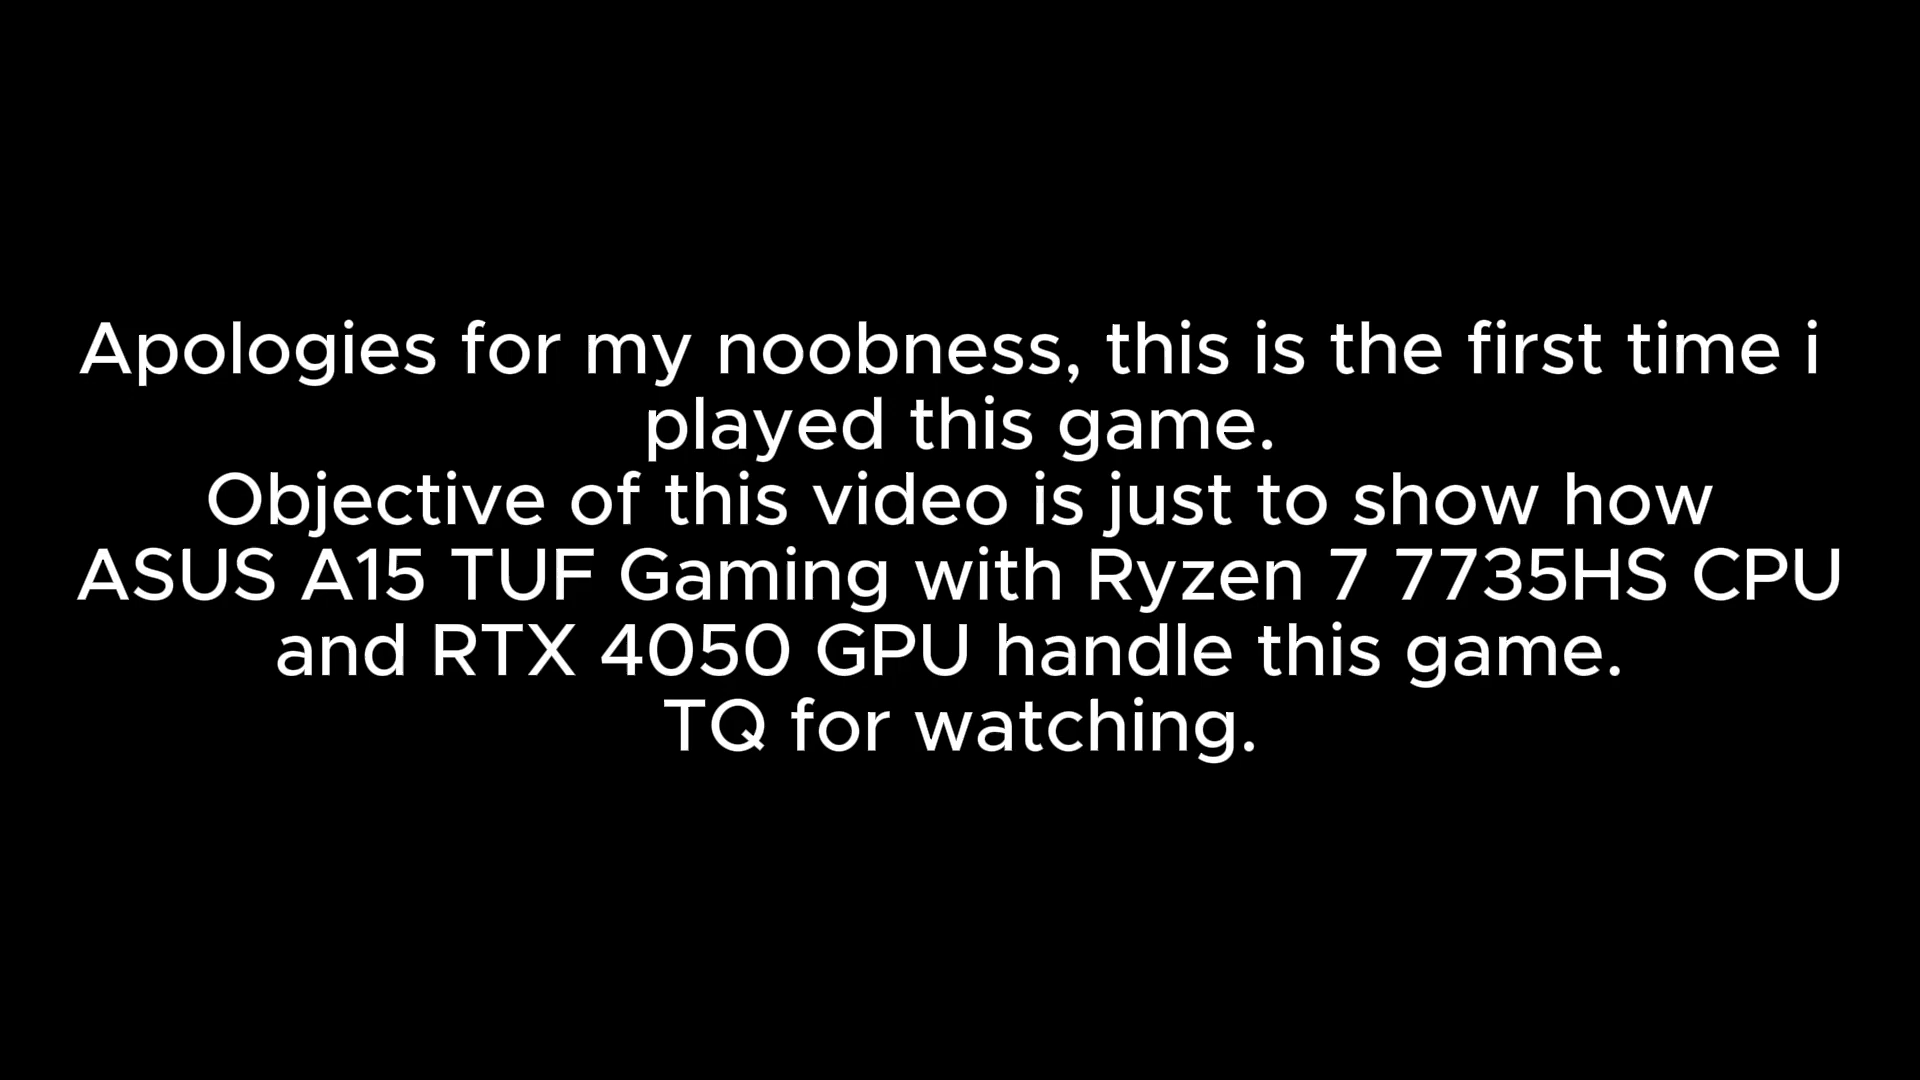 Apologies for my noobness, this is the first time i
played this game.
Objective of this video is just to show how
ASUS A15 TUF Gaming with Ryzen 7 7735HS CPU
and RTX 4050 GPU handle this game.
TQ for watching.